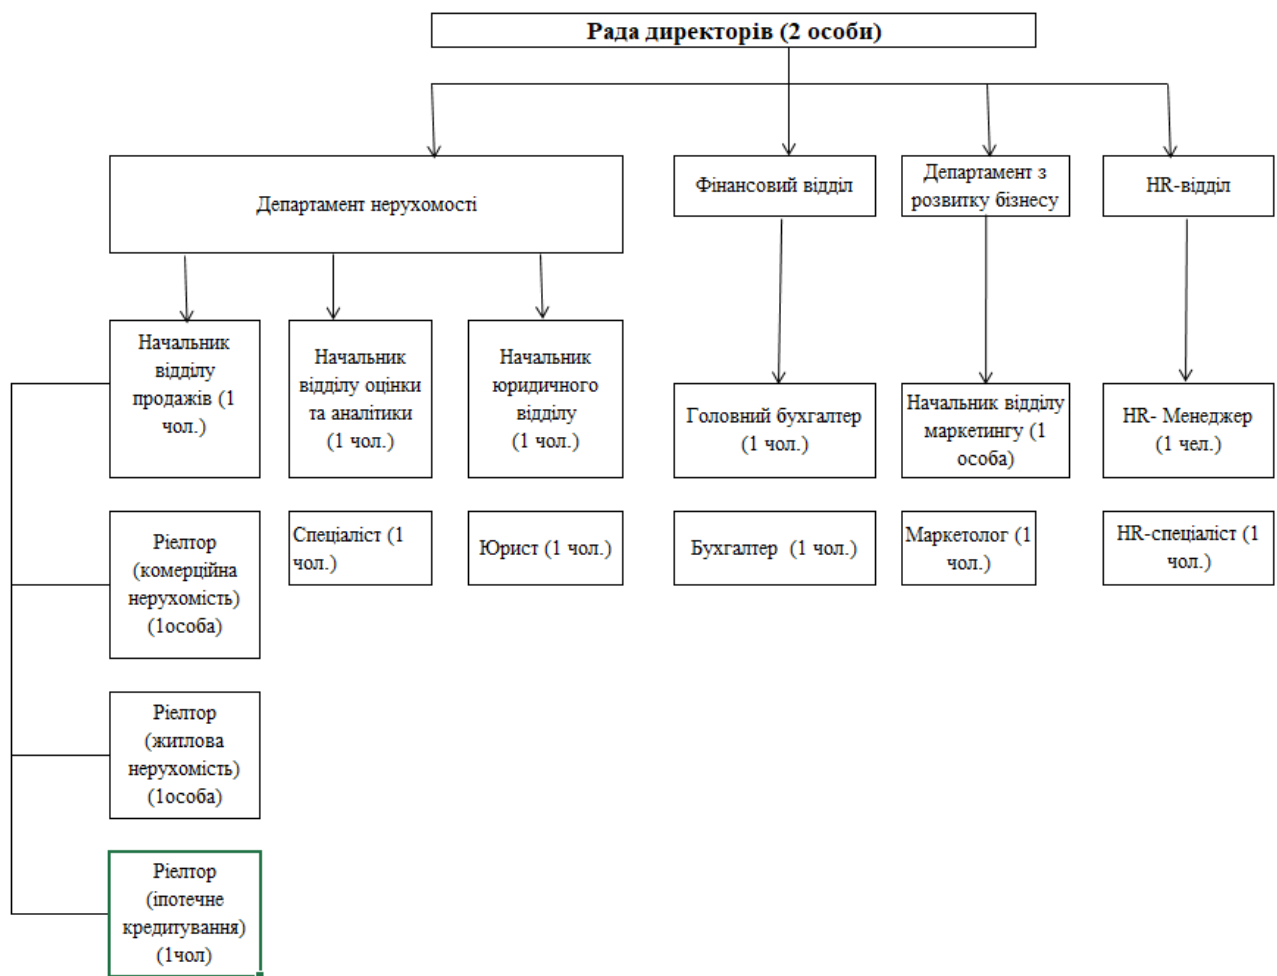 Рада директорів (2 особи)
Департамент нерухомості
Фінансовий відділ
Департамент з
розвитку бізнесу
HR-відділ
Начальник
відділу
продажів (1
чол.)
Начальник
відділу оцінки
та аналітики
(1 чол.)
Начальник
юридичного
відділу
(1 чол.)
Головний бухгалтер
(1 чол.)
Начальник відділу
маркетингу (1
особа)
HR- Менеджер
(1 чел.)
Ріелтор
(комерційна
нерухомість)
(1особа)
Спеціаліст (1
чол.)
Юрист (1 чол.)
Бухгалтер  (1 чол.)
Маркетолог (1
чол.)
HR-спеціаліст (1
чол.)
Ріелтор
(житлова
нерухомість)
(1особа)
Ріелтор
(іпотечне
кредитування)
(1чол)